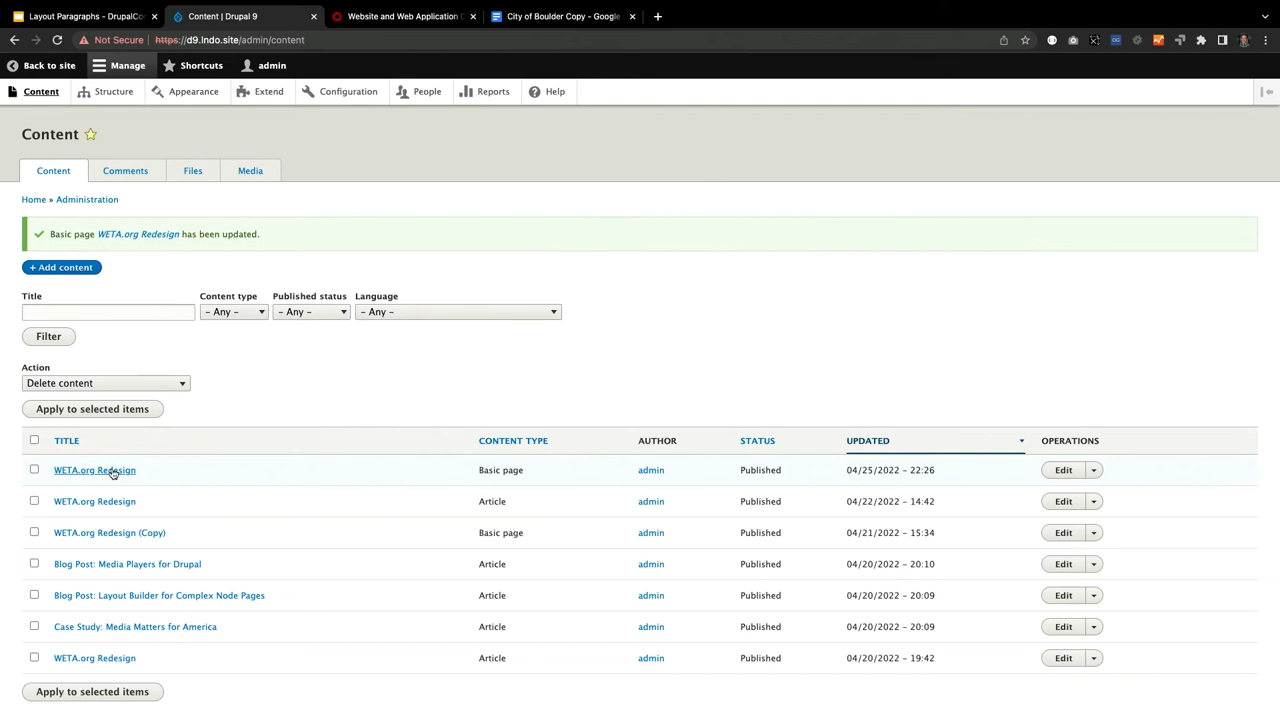 Layout Paragraphs - DrupalCo
Content | Drupal 9
Website and Web Application D
City of Boulder Copy - Google
Not Secure | https://d9.lndo.site/admin/content
Back to site Manage Shortcuts admin
Content Structure Appearance Extend Configuration People Reports Help
Content
Content Comments Files Media
Home » Administration
Basic page WETA.org Redesign has been updated.
+ Add content
Title Content type Published status Language
- Any - - Any - - Any -
Filter
Action
Delete content
Apply to selected items
TITLE CONTENT TYPE AUTHOR STATUS UPDATED OPERATIONS
WETA.org Redesign Basic page admin Published 04/25/2022 - 22:26 Edit
WETA.org Redesign Article admin Published 04/22/2022 - 14:42 Edit
WETA.org Redesign (Copy) Basic page admin Published 04/21/2022 - 15:34 Edit
Blog Post: Media Players for Drupal Article admin Published 04/20/2022 - 20:10 Edit
Blog Post: Layout Builder for Complex Node Pages Article admin Published 04/20/2022 - 20:09 Edit
Case Study: Media Matters for America Article admin Published 04/20/2022 - 20:09 Edit
WETA.org Redesign Article admin Published 04/20/2022 - 19:42 Edit
Apply to selected items